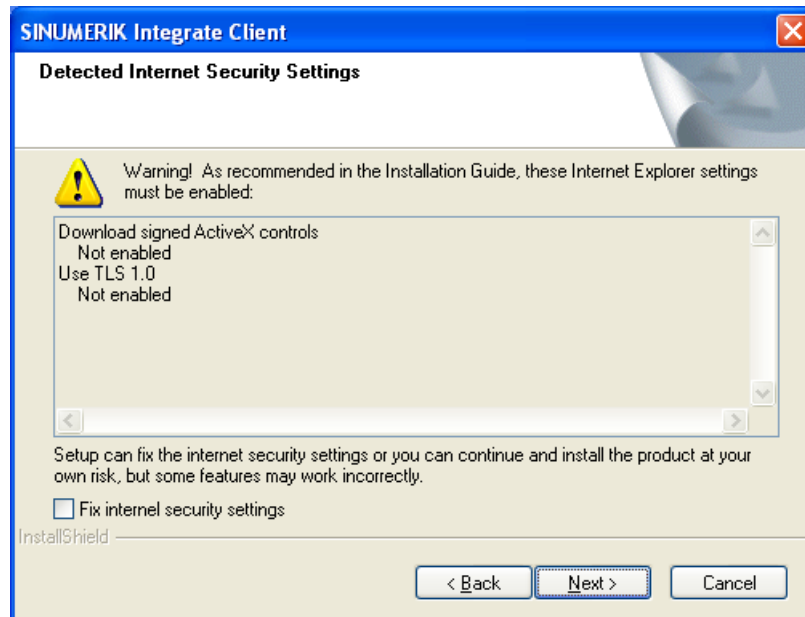 SINUMERIK Integrate Client
Detected Internet Security Settings
Warning! As recommended in the Installation Guide, these Internet Explorer settings
must be enabled:
Download signed ActiveX controls
Not enabled
Use TLS 1.0
Not enabled
Setup can fix the internet security settings or you can continue and install the product at your
own risk, but some features may work incorrectly.
Fix internel security settings
InstallShield
< Back
Next >
Cancel